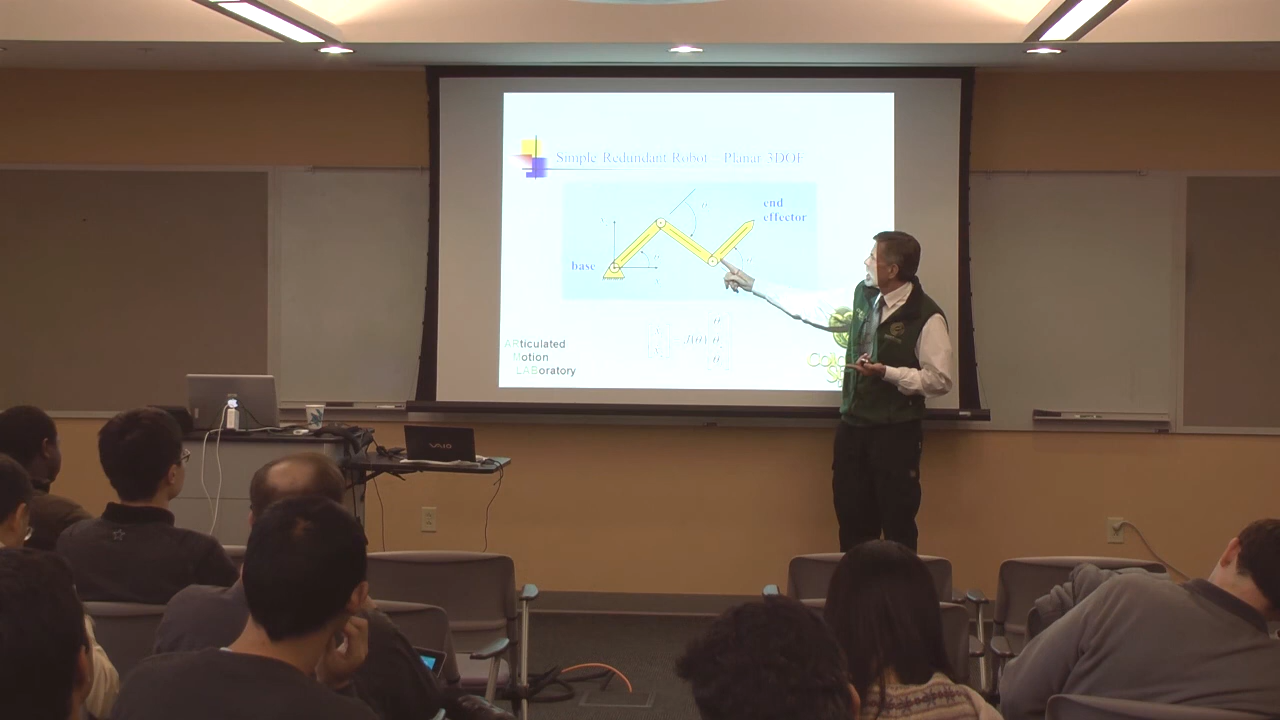 Simple Redundant Robot - Planar 3DOF
end
effector
base
ARticulated
Motion
LABoratory
VAIO